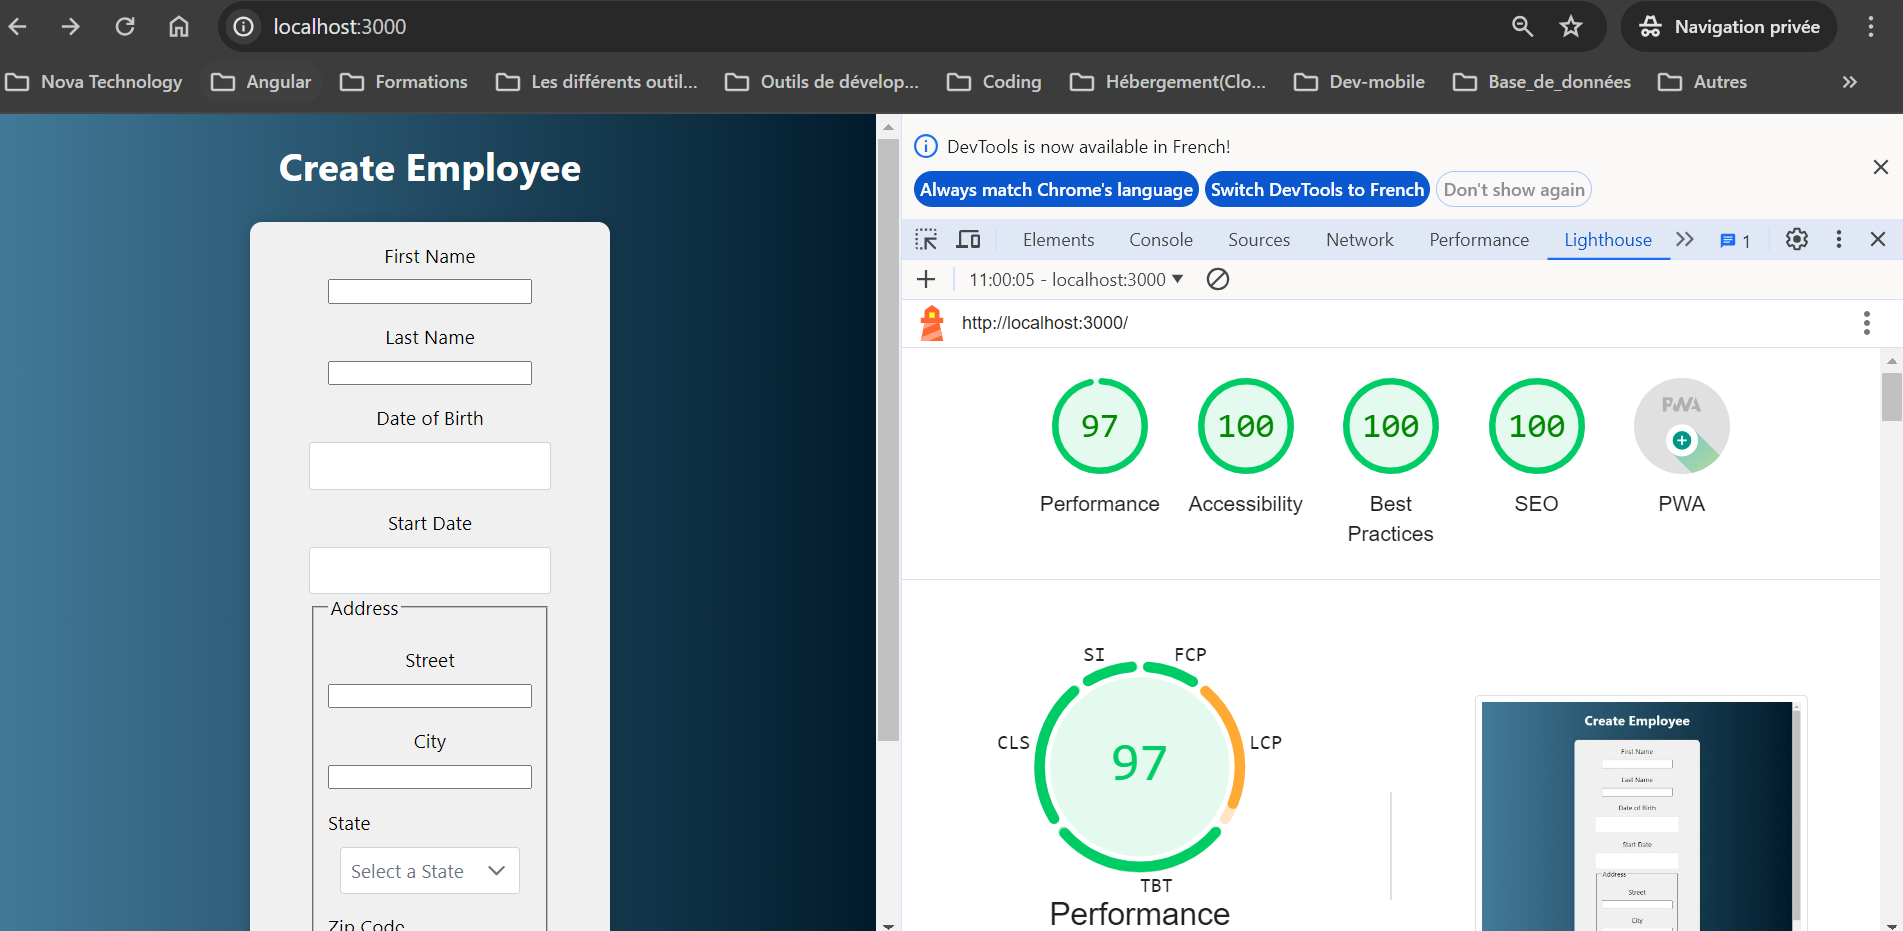 localhost:3000
Navigation privée
Nova Technology
Angular
Formations
Les différents outil...
Outils de dévelop...
Coding
Hébergement(Clo...
Dev-mobile
Base_de_données
Autres
Create Employee
First Name
Last Name
Date of Birth
Start Date
Address
Street
City
State
Select a State
Zip Code
DevTools is now available in French!
Always match Chrome's language
Switch DevTools to French
Don't show again
Elements
Console
Sources
Network
Performance
Lighthouse
1
11:00:05 - localhost:3000
http://localhost:3000/
97
100
100
100
PWA
Performance
Accessibility
Best
Practices
SEO
PWA
SI
FCP
CLS
LCP
97
TBT
Performance
Create Employee
First Name
Last Name
Date of Birth
Start Date
Address
Street
City